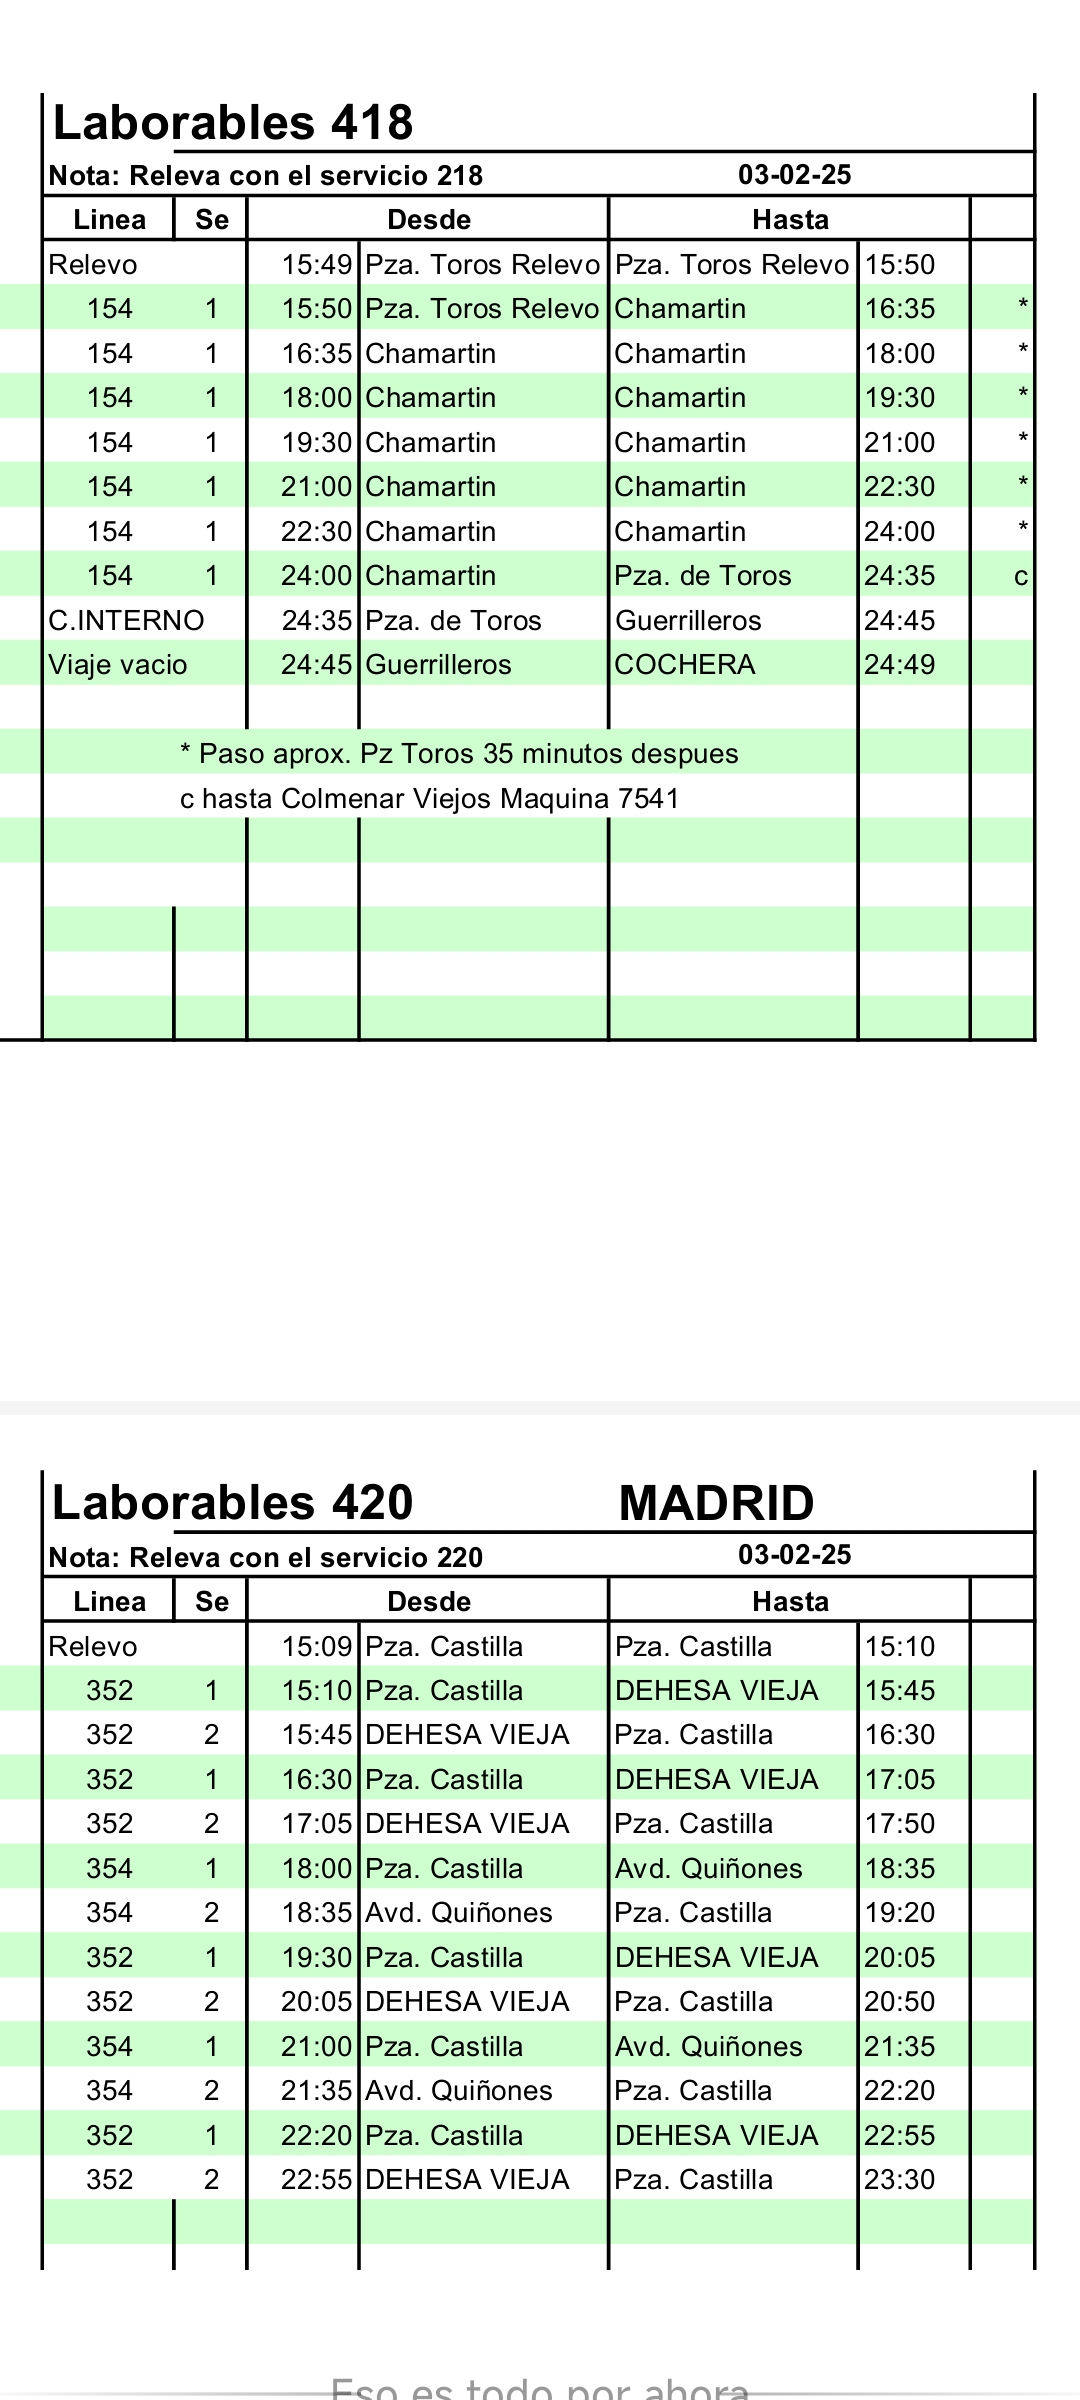 Laborables 418
Nota: Releva con el servicio 218 03-02-25
Linea Se Desde Hasta
Relevo 15:49 Pza. Toros Relevo Pza. Toros Relevo 15:50
154 1 15:50 Pza. Toros Relevo Chamartin 16:35 *
154 1 16:35 Chamartin Chamartin 18:00 *
154 1 18:00 Chamartin Chamartin 19:30 *
154 1 19:30 Chamartin Chamartin 21:00 *
154 1 21:00 Chamartin Chamartin 22:30 *
154 1 22:30 Chamartin Chamartin 24:00 *
154 1 24:00 Chamartin Pza. de Toros 24:35 c
C.INTERNO 24:35 Pza. de Toros Guerrilleros 24:45
Viaje vacio 24:45 Guerrilleros COCHERA 24:49
* Paso aprox. Pz Toros 35 minutos despues
c hasta Colmenar Viejos Maquina 7541
Laborables 420 MADRID
Nota: Releva con el servicio 220 03-02-25
Linea Se Desde Hasta
Relevo 15:09 Pza. Castilla Pza. Castilla 15:10
352 1 15:10 Pza. Castilla DEHESA VIEJA 15:45
352 2 15:45 DEHESA VIEJA Pza. Castilla 16:30
352 1 16:30 Pza. Castilla DEHESA VIEJA 17:05
352 2 17:05 DEHESA VIEJA Pza. Castilla 17:50
354 1 18:00 Pza. Castilla Avd. Quiñones 18:35
354 2 18:35 Avd. Quiñones Pza. Castilla 19:20
352 1 19:30 Pza. Castilla DEHESA VIEJA 20:05
352 2 20:05 DEHESA VIEJA Pza. Castilla 20:50
354 1 21:00 Pza. Castilla Avd. Quiñones 21:35
354 2 21:35 Avd. Quiñones Pza. Castilla 22:20
352 1 22:20 Pza. Castilla DEHESA VIEJA 22:55
352 2 22:55 DEHESA VIEJA Pza. Castilla 23:30
Eso es todo por ahora